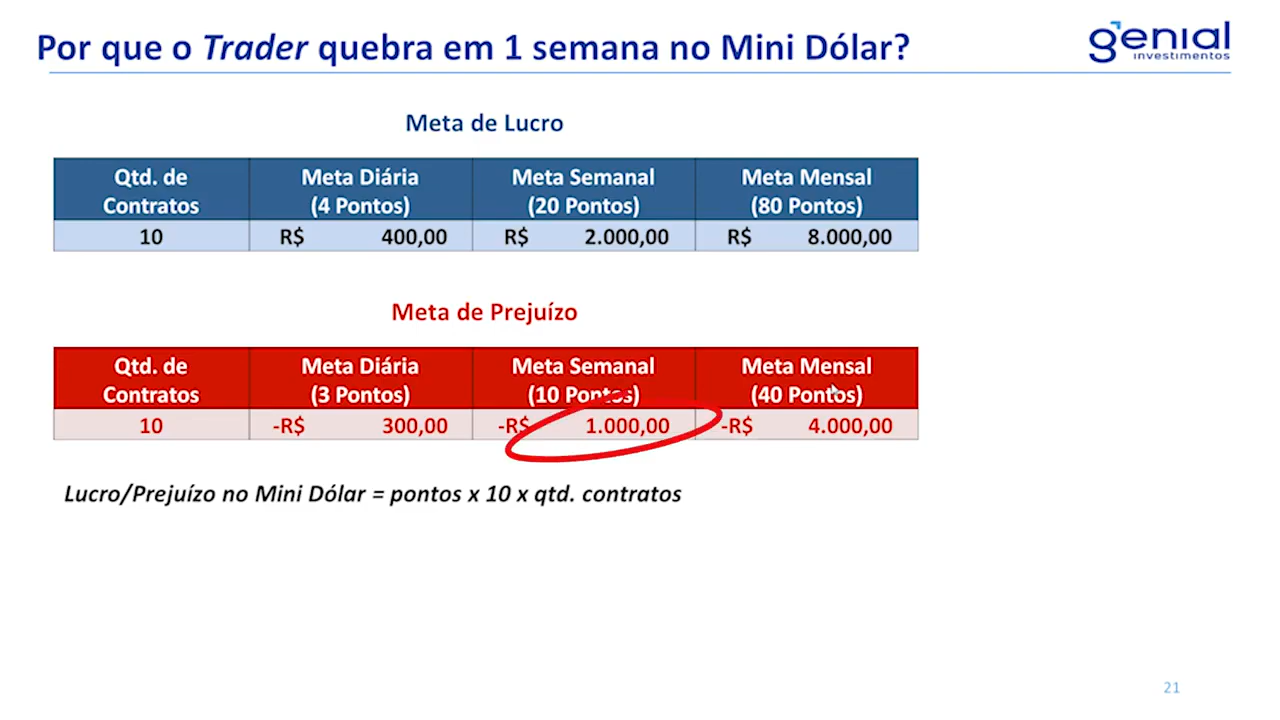 Por que o Trader quebra em 1 semana no Mini Dólar?
genial
investimentos
Meta de Lucro
Qtd. de Contratos
Meta Diária (4 Pontos)
Meta Semanal (20 Pontos)
Meta Mensal (80 Pontos)
10 R$ 400,00 R$ 2.000,00 R$ 8.000,00
Meta de Prejuízo
Qtd. de Contratos
Meta Diária (3 Pontos)
Meta Semanal (10 Pontos)
Meta Mensal (40 Pontos)
10 -R$ 300,00 -R$ 1.000,00 -R$ 4.000,00
Lucro/Prejuízo no Mini Dólar = pontos x 10 x qtd. contratos
21